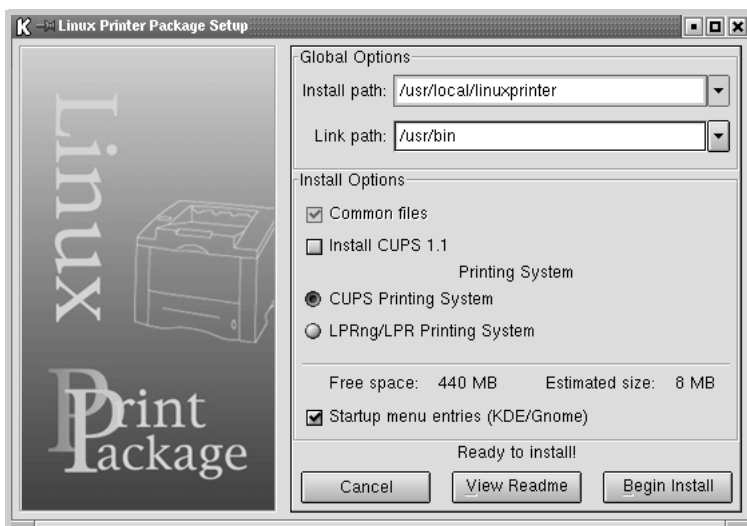 Linux Printer Package Setup
Linux
Print
Package
Global Options
Install path: /usr/local/linuxprinter
Link path: /usr/bin
Install Options
Common files
Install CUPS 1.1
Printing System
CUPS Printing System
LPRng/LPR Printing System
Free space: 440 MB Estimated size: 8 MB
Startup menu entries (KDE/Gnome)
Ready to install!
Cancel View Readme Begin Install